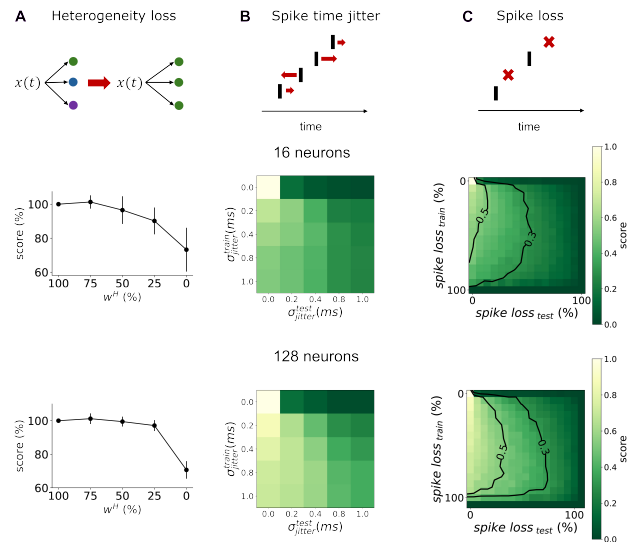 A Heterogeneity loss
B Spike time jitter
C Spike loss
x(t) x(t)
time
time
16 neurons
score (%)
100
80
60
100 75 50 25 0
w^H (%)
σ^train_jitter(ms)
0.0
0.2
0.4
0.8
1.0
0.0 0.2 0.4 0.8 1.0
σ^test_jitter(ms)
spike loss train (%)
0
100
0.5
0.3
0 100
spike loss test (%)
1.0
0.8
0.6
0.4
0.2
0.0
score
128 neurons
score (%)
100
80
60
100 75 50 25 0
w^H (%)
σ^train_jitter(ms)
0.0
0.2
0.4
0.8
1.0
0.0 0.2 0.4 0.8 1.0
σ^test_jitter(ms)
spike loss train (%)
0
100
0.5
0.3
0 100
spike loss test (%)
1.0
0.8
0.6
0.4
0.2
0.0
score